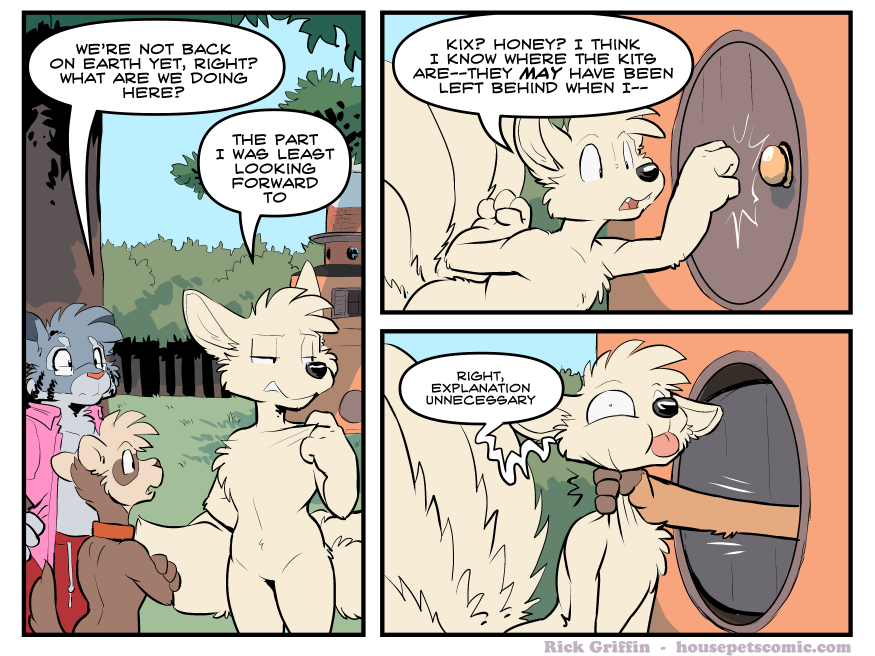 WE'RE NOT BACK
ON EARTH YET, RIGHT?
WHAT ARE WE DOING
HERE?
THE PART
I WAS LEAST
LOOKING
FORWARD
TO
KIX? HONEY? I THINK
I KNOW WHERE THE KITS
ARE--THEY MAY HAVE BEEN
LEFT BEHIND WHEN I--
RIGHT,
EXPLANATION
UNNECESSARY
Rick Griffin - housepetscomic.com